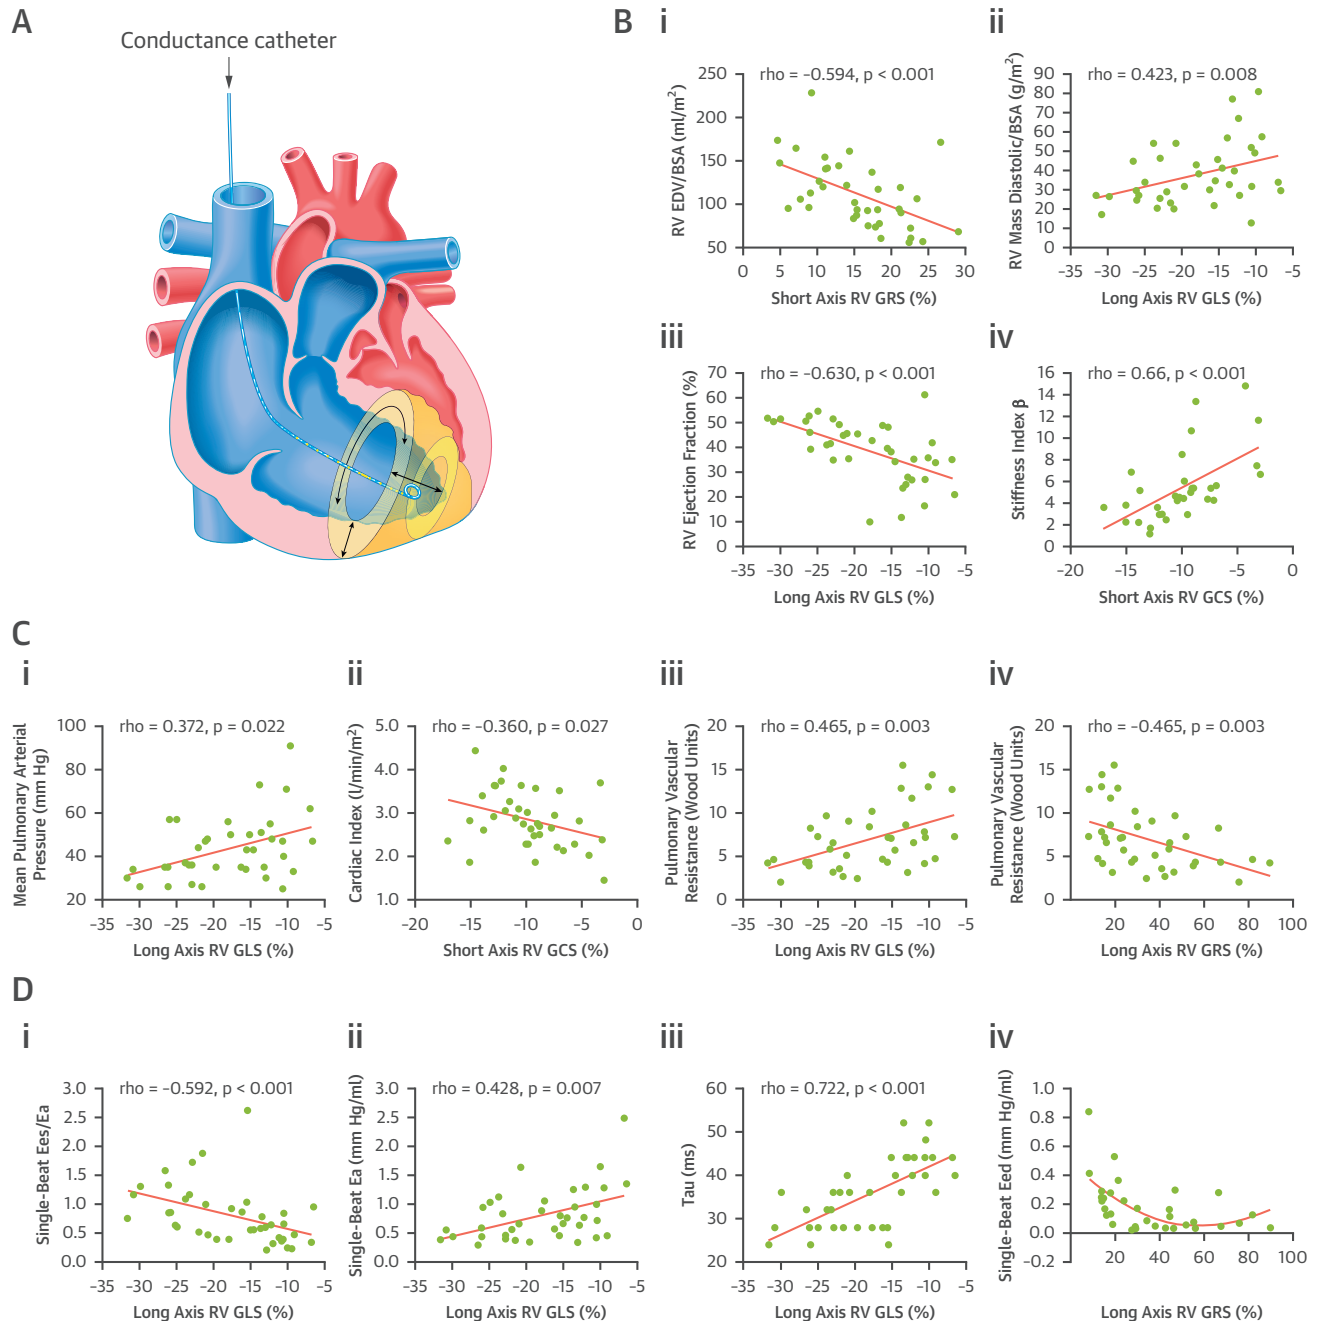 A
Conductance catheter
B
i
rho = −0.594, p < 0.001
RV EDV/BSA (ml/m²)
250
200
150
100
50
0
5
10
15
20
25
30
Short Axis RV GRS (%)
ii
rho = 0.423, p = 0.008
RV Mass Diastolic/BSA (g/m²)
90
80
70
60
50
40
30
20
10
0
−35
−30
−25
−20
−15
−10
−5
Long Axis RV GLS (%)
iii
rho = −0.630, p < 0.001
RV Ejection Fraction (%)
70
60
50
40
30
20
10
0
−35
−30
−25
−20
−15
−10
−5
Long Axis RV GLS (%)
iv
rho = 0.66, p < 0.001
Stiffness Index β
16
14
12
10
8
6
4
2
0
−20
−15
−10
−5
0
Short Axis RV GCS (%)
C
i
rho = 0.372, p = 0.022
Mean Pulmonary Arterial
Pressure (mm Hg)
100
80
60
40
20
−35
−30
−25
−20
−15
−10
−5
Long Axis RV GLS (%)
ii
rho = −0.360, p = 0.027
Cardiac Index (l/min/m²)
5.0
4.0
3.0
2.0
1.0
−20
−15
−10
−5
0
Short Axis RV GCS (%)
iii
rho = 0.465, p = 0.003
Pulmonary Vascular
Resistance (Wood Units)
20
15
10
5
0
−35
−30
−25
−20
−15
−10
−5
Long Axis RV GLS (%)
iv
rho = −0.465, p = 0.003
Pulmonary Vascular
Resistance (Wood Units)
20
15
10
5
0
20
40
60
80
100
Long Axis RV GRS (%)
D
i
rho = −0.592, p < 0.001
Single-Beat Ees/Ea
3.0
2.5
2.0
1.5
1.0
0.5
0.0
−35
−30
−25
−20
−15
−10
−5
Long Axis RV GLS (%)
ii
rho = 0.428, p = 0.007
Single-Beat Ea (mm Hg/ml)
3.0
2.5
2.0
1.5
1.0
0.5
0.0
−35
−30
−25
−20
−15
−10
−5
Long Axis RV GLS (%)
iii
rho = 0.722, p < 0.001
Tau (ms)
60
50
40
30
20
−35
−30
−25
−20
−15
−10
−5
Long Axis RV GLS (%)
iv
Single-Beat Eed (mm Hg/ml)
1.0
0.8
0.6
0.4
0.2
0.0
−0.2
20
40
60
80
100
Long Axis RV GRS (%)